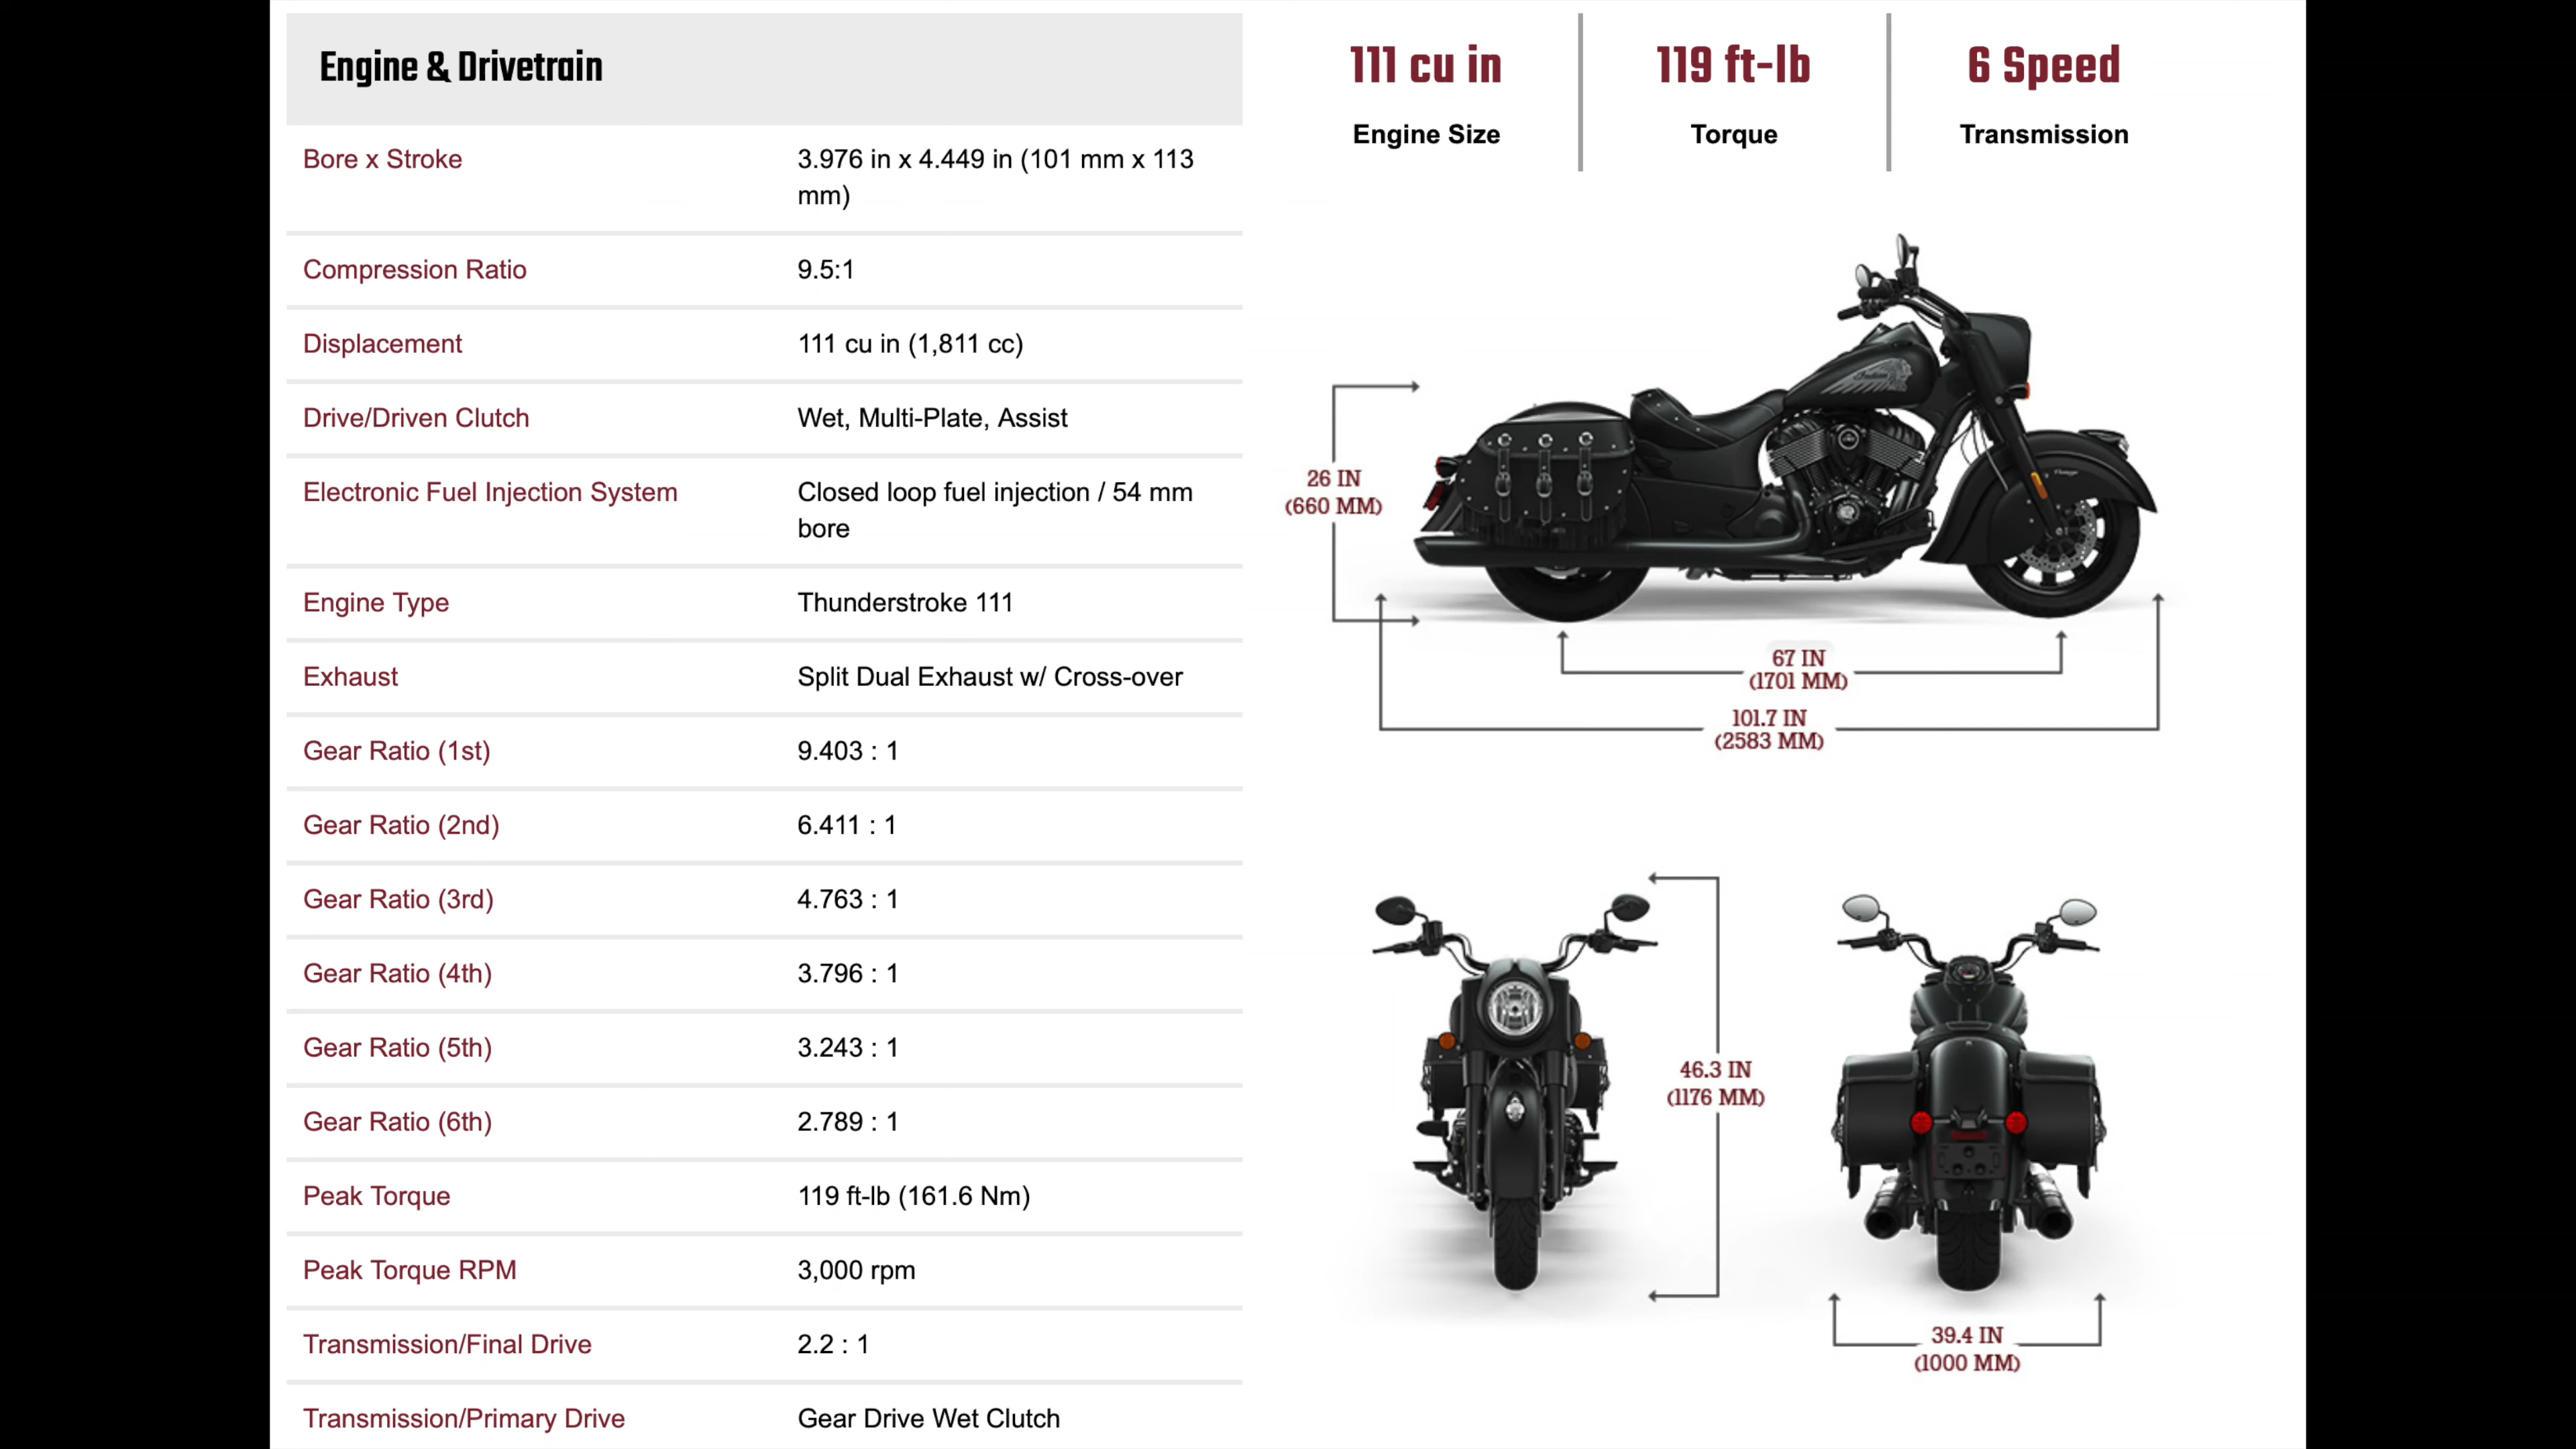 Engine & Drivetrain
Bore x Stroke
3.976 in x 4.449 in (101 mm x 113
mm)
Compression Ratio
9.5:1
Displacement
111 cu in (1,811 cc)
Drive/Driven Clutch
Wet, Multi-Plate, Assist
Electronic Fuel Injection System
Closed loop fuel injection / 54 mm
bore
Engine Type
Thunderstroke 111
Exhaust
Split Dual Exhaust w/ Cross-over
Gear Ratio (1st)
9.403 : 1
Gear Ratio (2nd)
6.411 : 1
Gear Ratio (3rd)
4.763 : 1
Gear Ratio (4th)
3.796 : 1
Gear Ratio (5th)
3.243 : 1
Gear Ratio (6th)
2.789 : 1
Peak Torque
119 ft-lb (161.6 Nm)
Peak Torque RPM
3,000 rpm
Transmission/Final Drive
2.2 : 1
Transmission/Primary Drive
Gear Drive Wet Clutch
111 cu in
Engine Size
119 ft-lb
Torque
6 Speed
Transmission
26 IN
(660 MM)
67 IN
(1701 MM)
101.7 IN
(2583 MM)
46.3 IN
(1176 MM)
39.4 IN
(1000 MM)